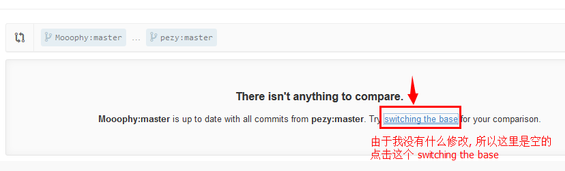 Mooophy:master ... pezy:master
There isn't anything to compare.
Mooophy:master is up to date with all commits from pezy:master. Try switching the base for your comparison.
由于我没有什么修改, 所以这里是空的
点击这个 switching the base